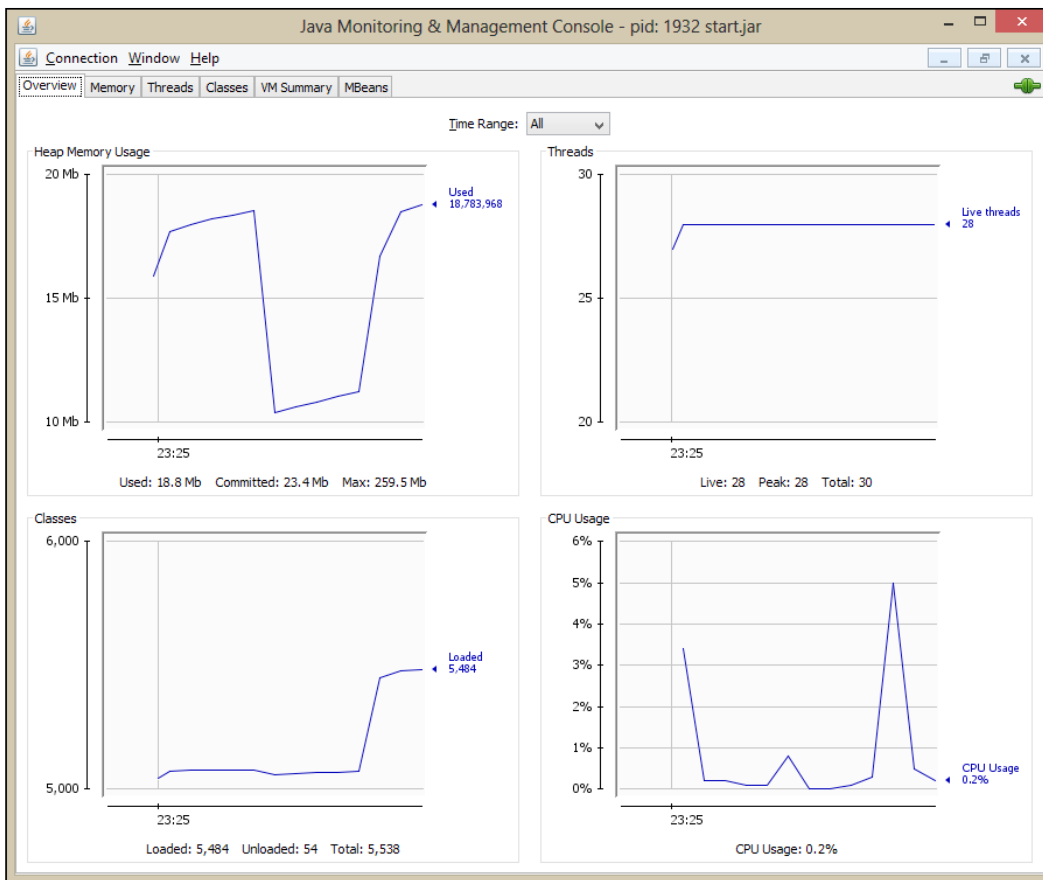 Java Monitoring & Management Console - pid: 1932 start.jar
Connection Window Help
Overview Memory Threads Classes VM Summary MBeans
Time Range: All
Heap Memory Usage
20 Mb
15 Mb
10 Mb
Used
18,783,968
23:25
Used: 18.8 Mb Committed: 23.4 Mb Max: 259.5 Mb
Threads
30
25
20
Live threads
28
23:25
Live: 28 Peak: 28 Total: 30
Classes
6,000
5,000
Loaded
5,484
23:25
Loaded: 5,484 Unloaded: 54 Total: 5,538
CPU Usage
6%
5%
4%
3%
2%
1%
0%
CPU Usage
0.2%
23:25
CPU Usage: 0.2%